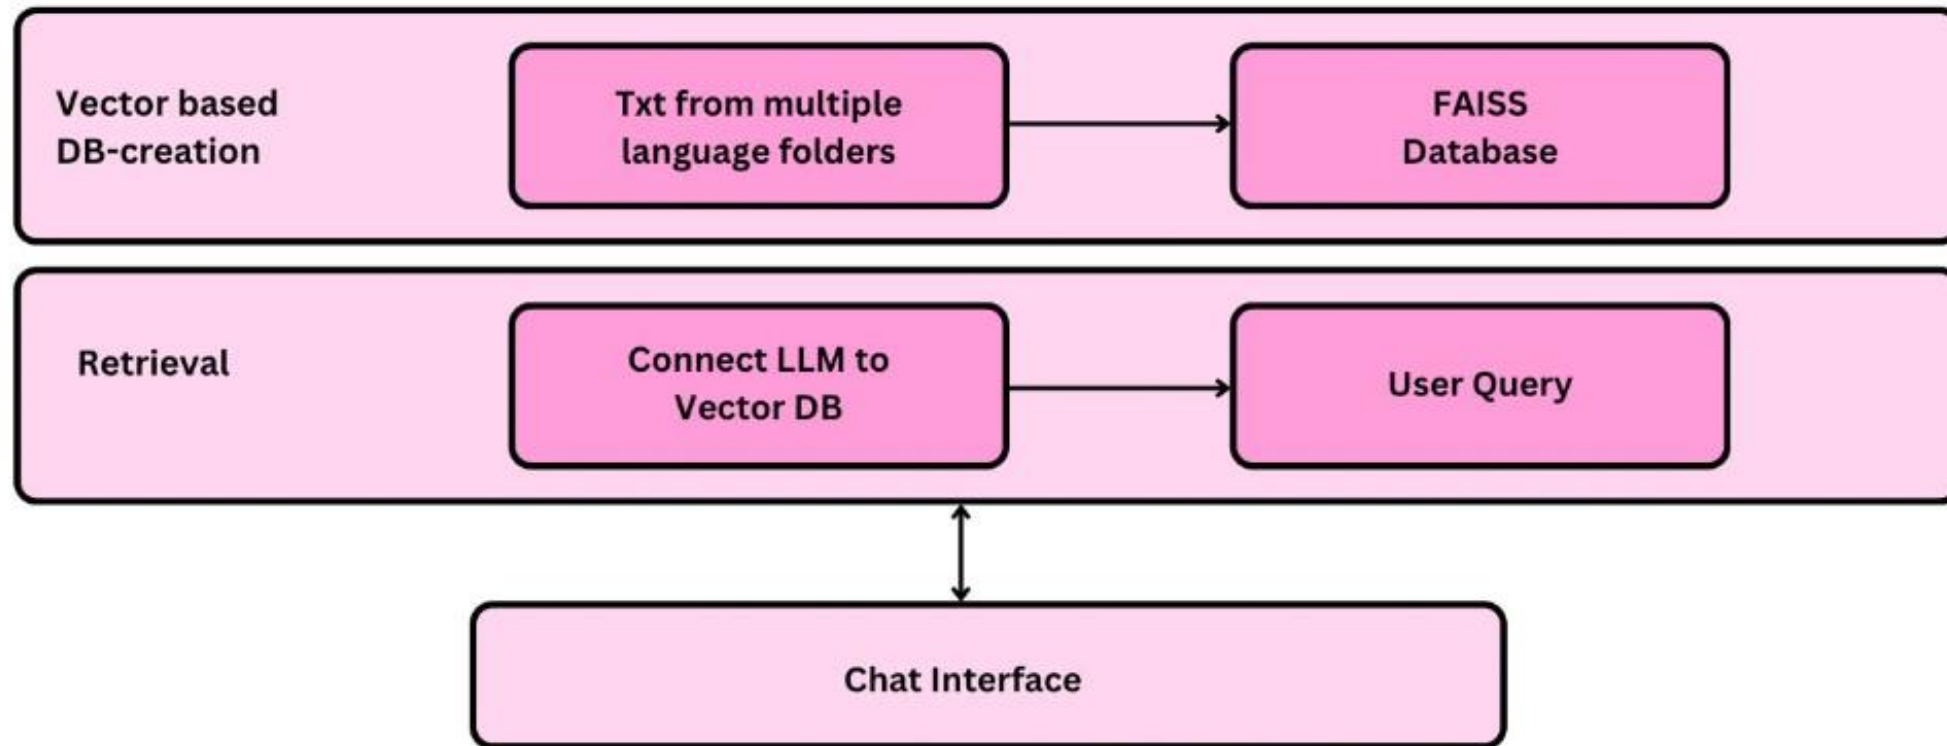 Vector based
DB-creation
Txt from multiple
language folders
FAISS
Database
Retrieval
Connect LLM to
Vector DB
User Query
Chat Interface